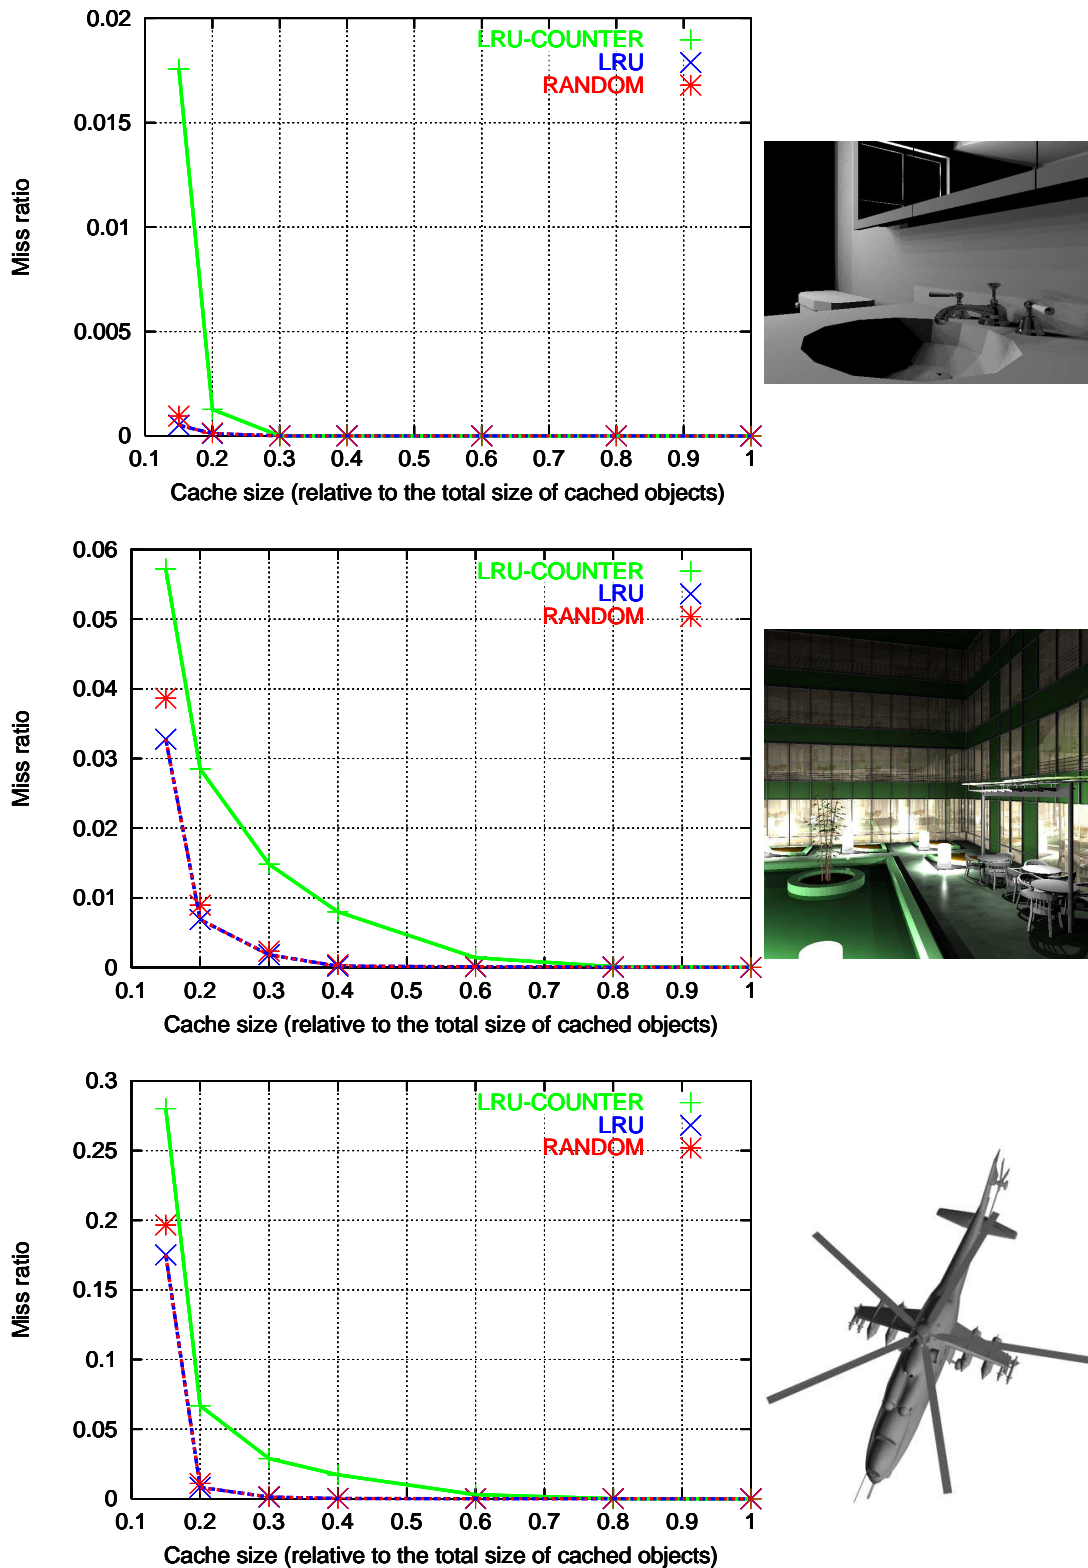 0.02
0.015
0.01
0.005
0
Miss ratio
LRU-COUNTER
LRU
RANDOM
0.1 0.2 0.3 0.4 0.5 0.6 0.7 0.8 0.9 1
Cache size (relative to the total size of cached objects)
0.06
0.05
0.04
0.03
0.02
0.01
0
Miss ratio
LRU-COUNTER
LRU
RANDOM
0.1 0.2 0.3 0.4 0.5 0.6 0.7 0.8 0.9 1
Cache size (relative to the total size of cached objects)
0.3
0.25
0.2
0.15
0.1
0.05
0
Miss ratio
LRU-COUNTER
LRU
RANDOM
0.1 0.2 0.3 0.4 0.5 0.6 0.7 0.8 0.9 1
Cache size (relative to the total size of cached objects)